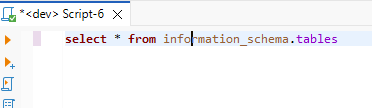 *<dev> Script-6
select * from information_schema.tables